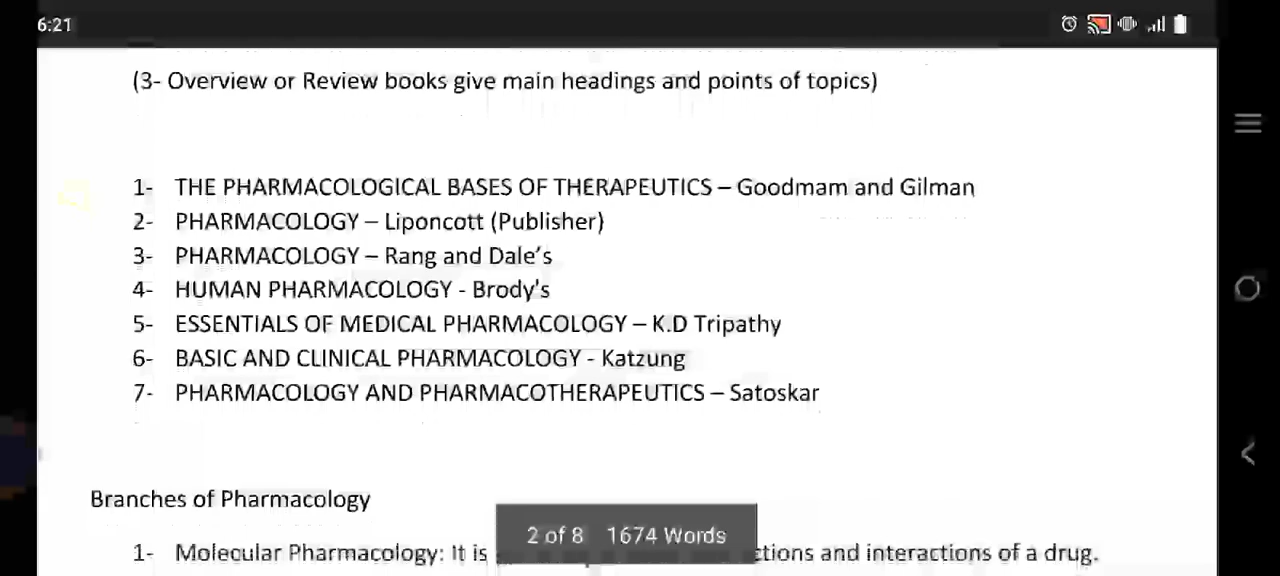 6:21
(3- Overview or Review books give main headings and points of topics)
1- THE PHARMACOLOGICAL BASES OF THERAPEUTICS – Goodmam and Gilman
2- PHARMACOLOGY – Liponcott (Publisher)
3- PHARMACOLOGY – Rang and Dale’s
4- HUMAN PHARMACOLOGY - Brody's
5- ESSENTIALS OF MEDICAL PHARMACOLOGY – K.D Tripathy
6- BASIC AND CLINICAL PHARMACOLOGY - Katzung
7- PHARMACOLOGY AND PHARMACOTHERAPEUTICS – Satoskar
Branches of Pharmacology
2 of 8 1674 Words
1- Molecular Pharmacology: It is and interactions of a drug.